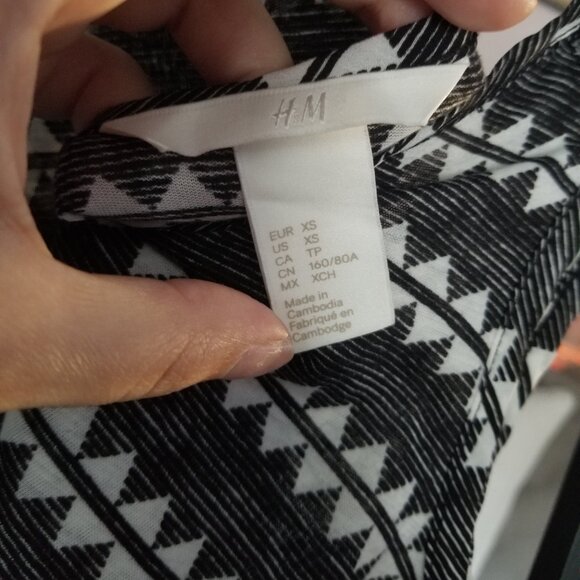 H&M
EUR XS
US XS
CA TP
CN 160/80A
MX XCH
Made in
Cambodia
Fabriqué en
Cambodge